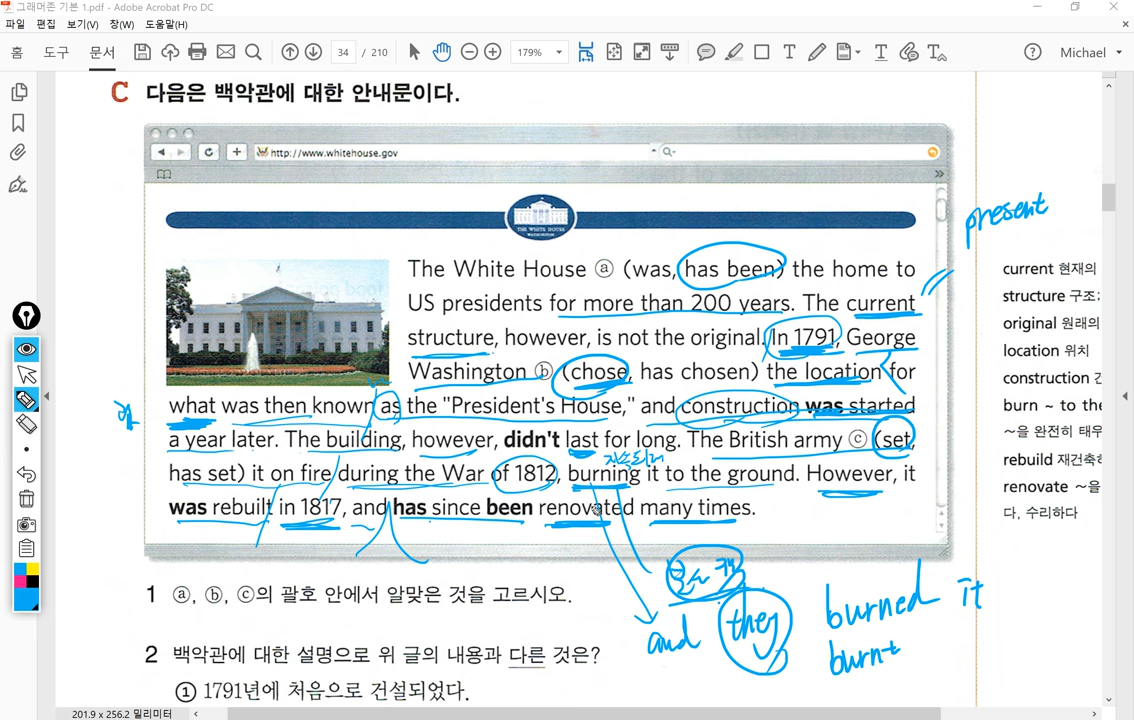 그래머존 기본 1.pdf - Adobe Acrobat Pro DC
파일 편집 보기(V) 창(W) 도움말(H)
홈 도구 문서 34 / 210 179% Michael
C 다음은 백악관에 대한 안내문이다.
http://www.whitehouse.gov
THE WHITE HOUSE
WASHINGTON
present
The White House ⓐ (was, has been) the home to
US presidents for more than 200 years. The current
structure, however, is not the original. In 1791, George
Washington ⓑ (chose, has chosen) the location for
what was then known as the "President's House," and construction was started
a year later. The building, however, didn't last for long. The British army ⓒ (set,
지속되다
has set) it on fire during the War of 1812, burning it to the ground. However, it
was rebuilt in 1817, and has since been renovated many times.
current 현재의
structure 구조;
original 원래의
location 위치
construction 건
burn ~ to the
~을 완전히 태우
rebuild 재건축하
renovate ~을
다, 수리하다
and they burned it
burnt
1 ⓐ, ⓑ, ⓒ의 괄호 안에서 알맞은 것을 고르시오.
2 백악관에 대한 설명으로 위 글의 내용과 다른 것은?
① 1791년에 처음으로 건설되었다.
201.9 x 256.2 밀리미터